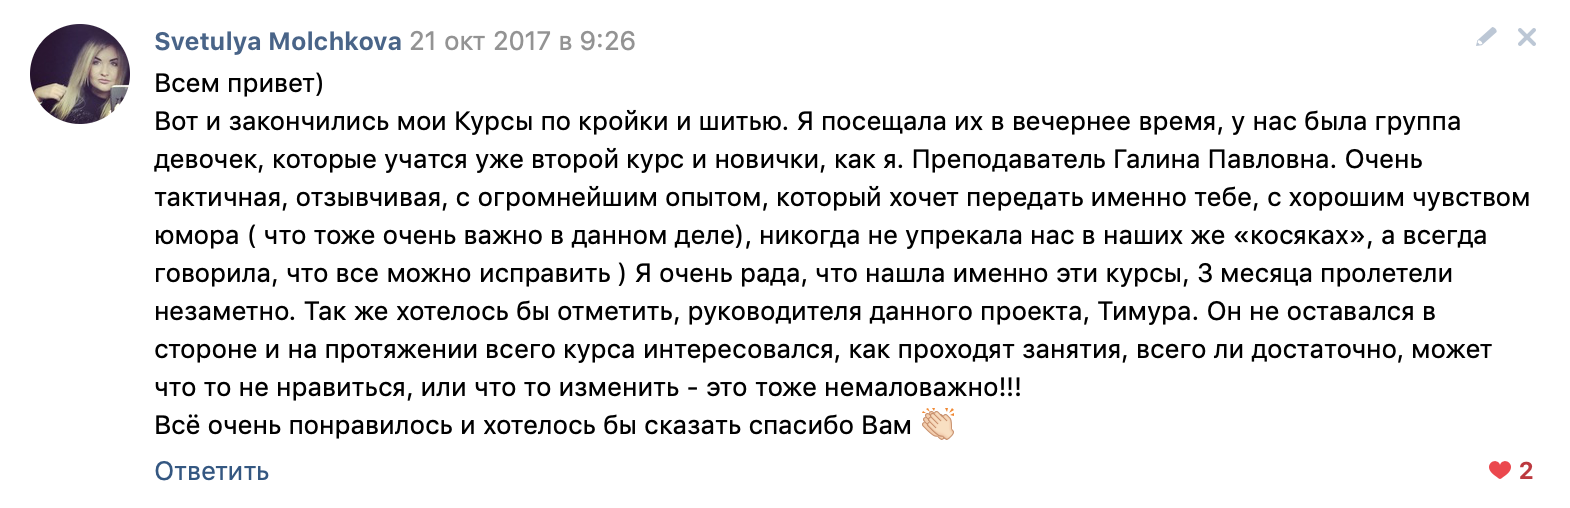 Svetulya Molchkova 21 окт 2017 в 9:26
Всем привет)
Вот и закончились мои Курсы по кройки и шитью. Я посещала их в вечернее время, у нас была группа
девочек, которые учатся уже второй курс и новички, как я. Преподаватель Галина Павловна. Очень
тактичная, отзывчивая, с огромнейшим опытом, который хочет передать именно тебе, с хорошим чувством
юмора ( что тоже очень важно в данном деле), никогда не упрекала нас в наших же «косяках», а всегда
говорила, что все можно исправить ) Я очень рада, что нашла именно эти курсы, 3 месяца пролетели
незаметно. Так же хотелось бы отметить, руководителя данного проекта, Тимура. Он не оставался в
стороне и на протяжении всего курса интересовался, как проходят занятия, всего ли достаточно, может
что то не нравиться, или что то изменить - это тоже немаловажно!!!
Всё очень понравилось и хотелось бы сказать спасибо Вам 👏
Ответить
2